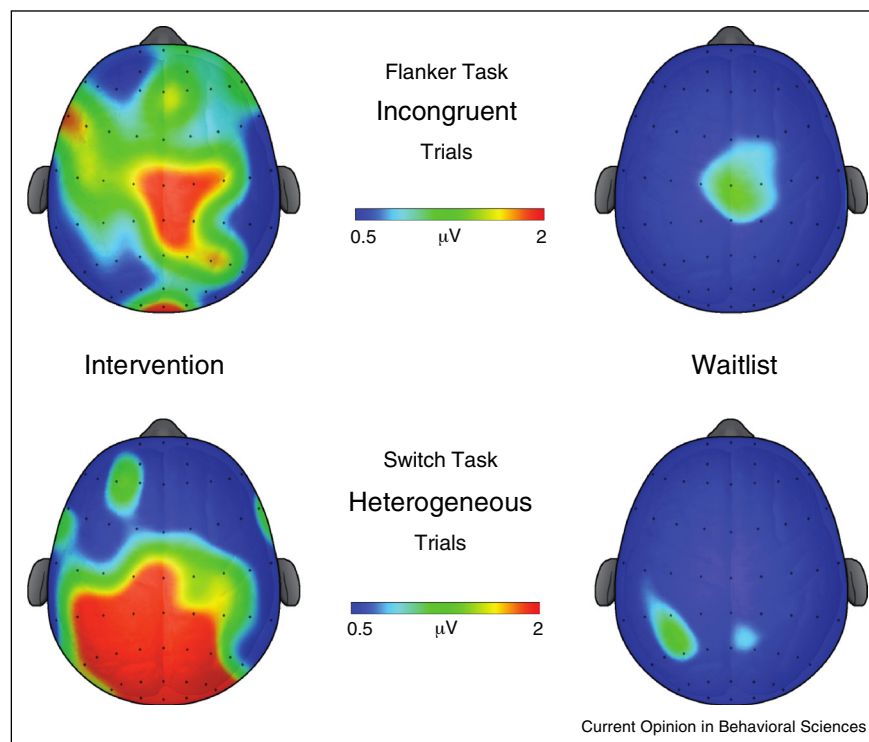 Flanker Task
Incongruent
Trials
0.5 μV 2
Intervention Waitlist
Switch Task
Heterogeneous
Trials
0.5 μV 2
Current Opinion in Behavioral Sciences